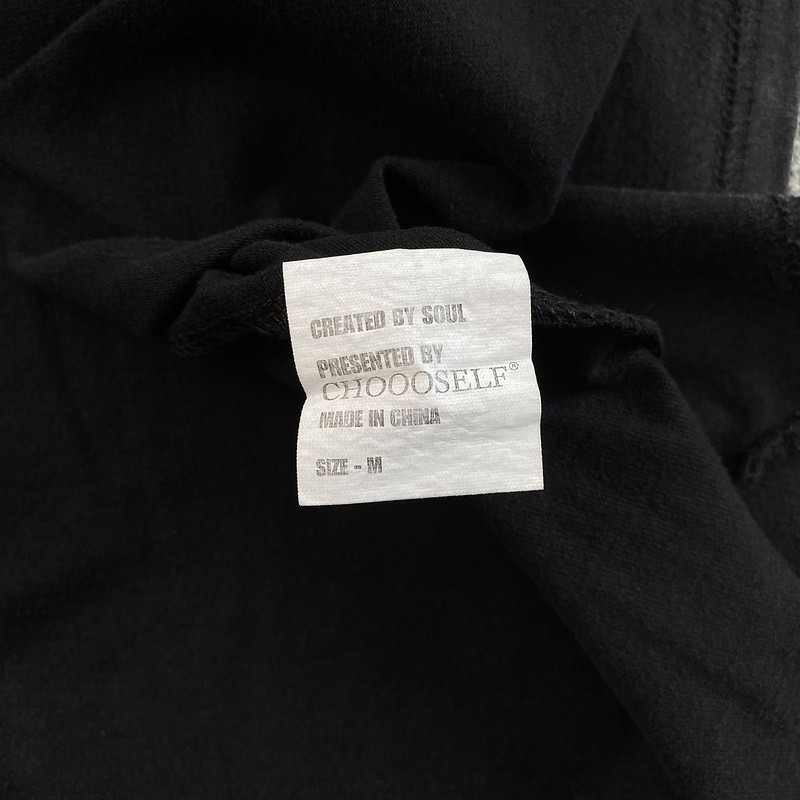 CREATED BY SOUL
PRESENTED BY
CHOOOSELF®
MADE IN CHINA
SIZE - M